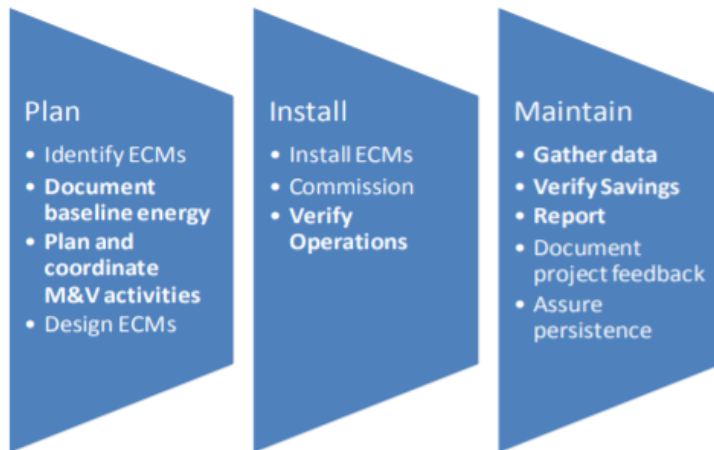 Plan
• Identify ECMs
• Document
baseline energy
• Plan and
coordinate
M&V activities
• Design ECMs
Install
• Install ECMs
• Commission
• Verify
Operations
Maintain
• Gather data
• Verify Savings
• Report
• Document
project feedback
• Assure
persistence